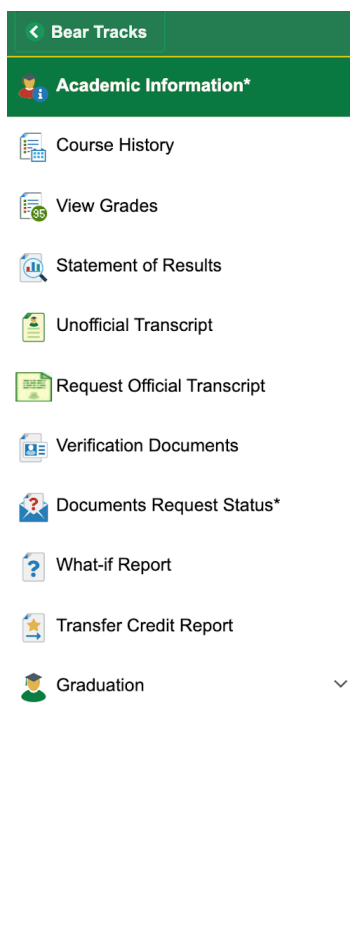 Bear Tracks
Academic Information*
Course History
View Grades
95
Statement of Results
Unofficial Transcript
Request Official Transcript
Verification Documents
Documents Request Status*
What-if Report
Transfer Credit Report
Graduation